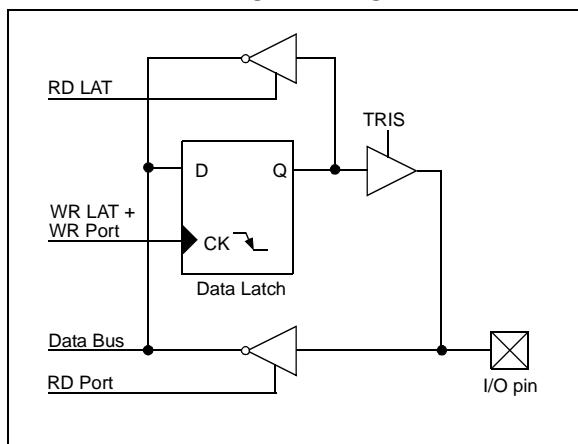 RD LAT
TRIS
D
Q
WR LAT +
WR Port
CK
Data Latch
Data Bus
RD Port
I/O pin